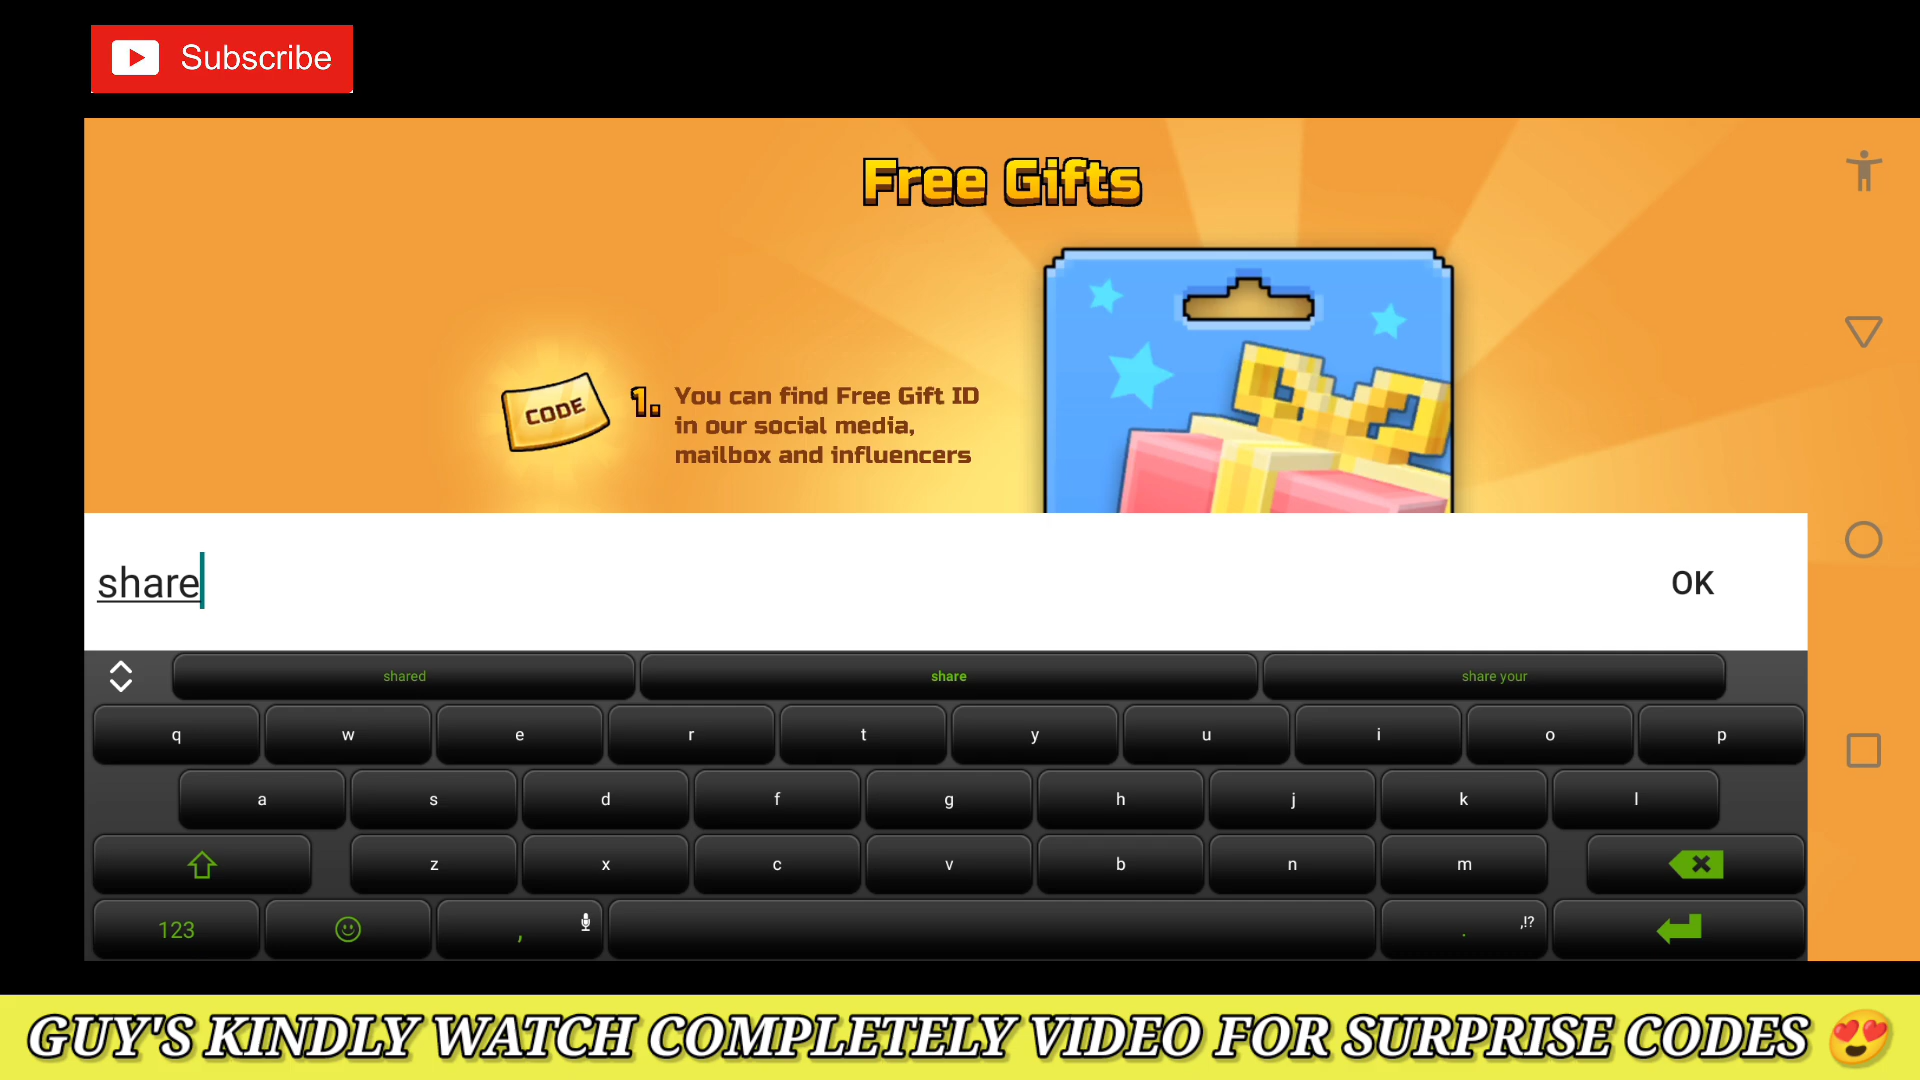 Subscribe
Free Gifts
CODE
1. You can find Free Gift ID
in our social media,
mailbox and influencers
share
OK
shared share share your
q w e r t y u i o p
a s d f g h j k l
z x c v b n m
123 , . ,!?
GUY'S KINDLY WATCH COMPLETELY VIDEO FOR SURPRISE CODES 😍